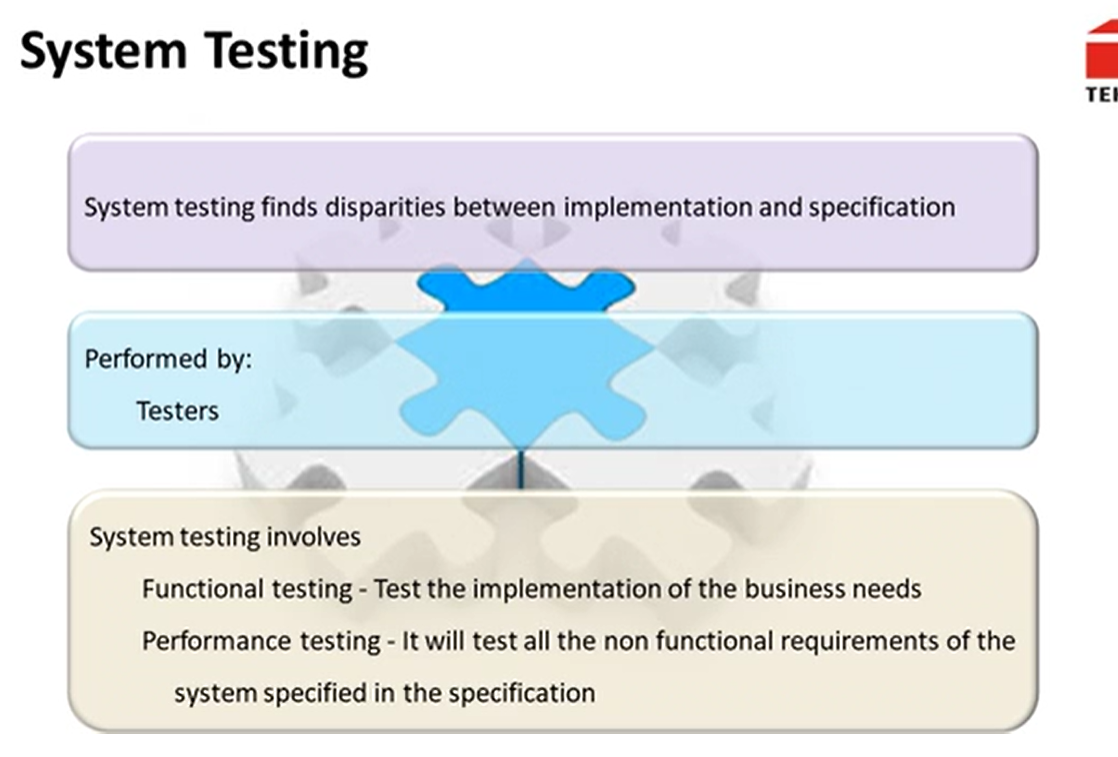 System Testing
System testing finds disparities between implementation and specification
Performed by:
Testers
System testing involves
Functional testing - Test the implementation of the business needs
Performance testing - It will test all the non functional requirements of the
system specified in the specification